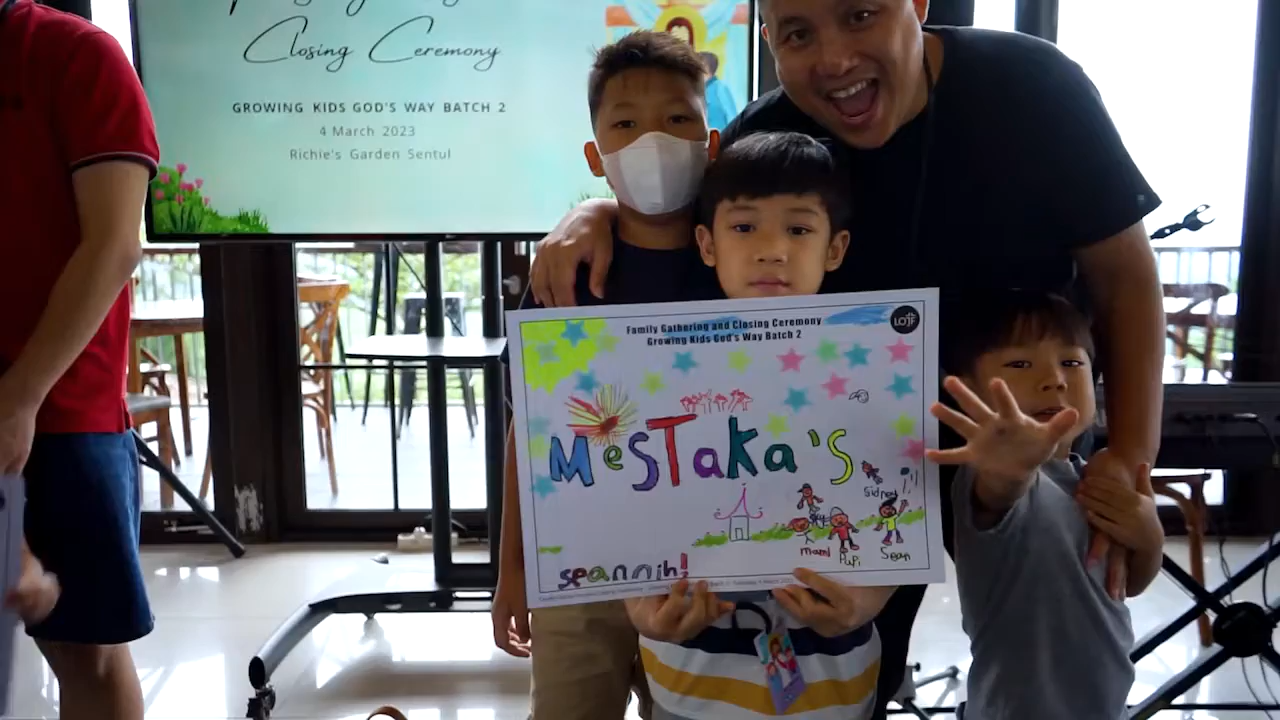 Closing Ceremony
GROWING KIDS GOD'S WAY BATCH 2
4 March 2023
Richie's Garden Sentul
Family Gathering and Closing Ceremony
Growing Kids God's Way Batch 2
LOJF
MesTaka's
Sidney
mami
Pupi
Sean
seannih!